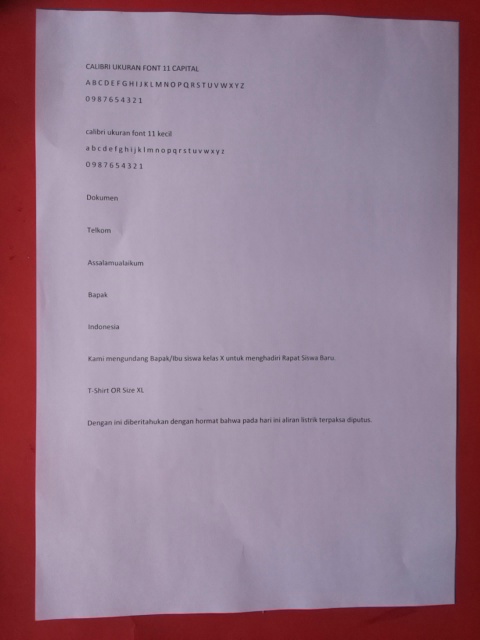 CALIBRI UKURAN FONT 11 CAPITAL
A B C D E F G H I J K L M N O P Q R S T U V W X Y Z
0 9 8 7 6 5 4 3 2 1
calibri ukuran font 11 kecil
a b c d e f g h i j k l m n o p q r s t u v w x y z
0 9 8 7 6 5 4 3 2 1
Dokumen
Telkom
Assalamualaikum
Bapak
Indonesia
Kami mengundang Bapak/Ibu siswa kelas X untuk menghadiri Rapat Siswa Baru.
T-Shirt OR Size XL
Dengan ini diberitahukan dengan hormat bahwa pada hari ini aliran listrik terpaksa diputus.